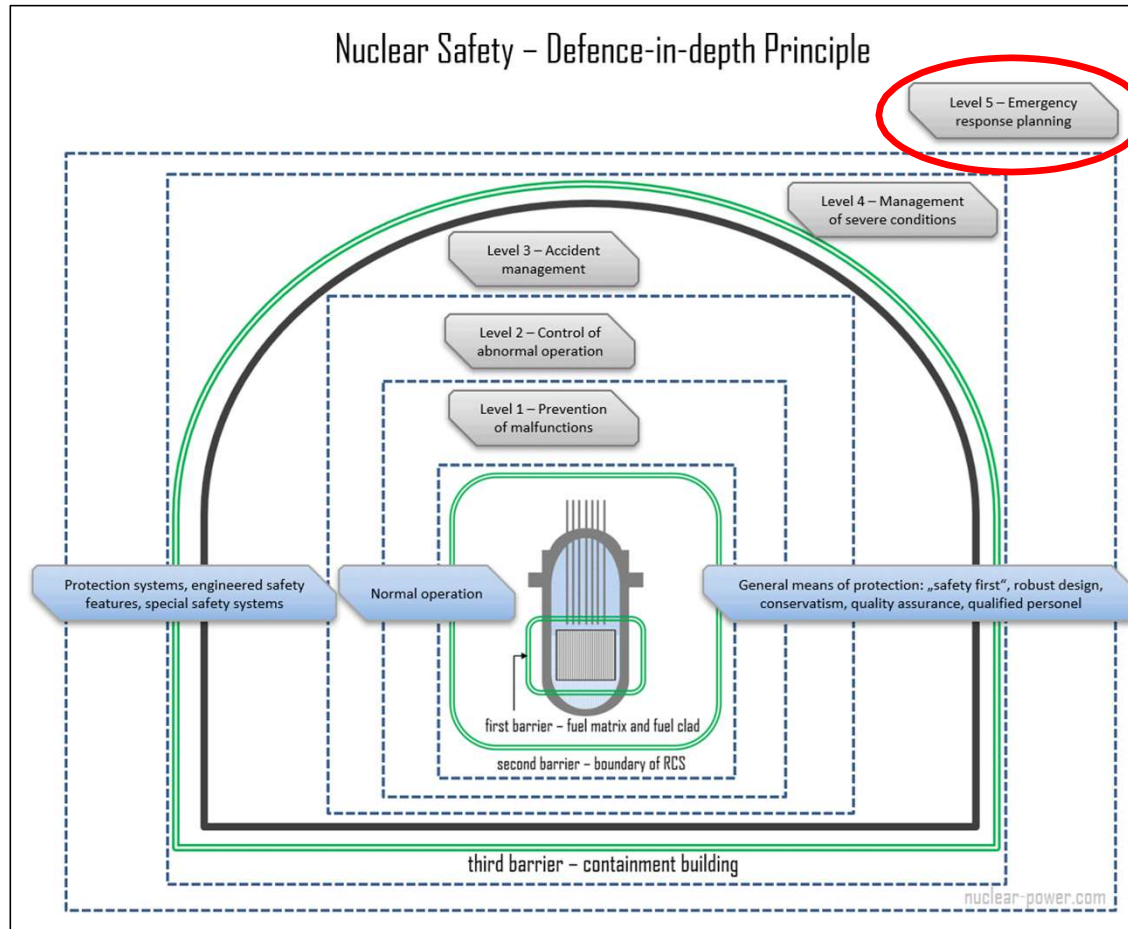 Nuclear Safety – Defence-in-depth Principle
Level 5 – Emergency
response planning
Level 4 – Management
of severe conditions
Level 3 – Accident
management
Level 2 – Control of
abnormal operation
Level 1 – Prevention
of malfunctions
Protection systems, engineered safety
features, special safety systems
Normal operation
General means of protection: „safety first“, robust design,
conservatism, quality assurance, qualified personel
first barrier – fuel matrix and fuel clad
second barrier – boundary of RCS
third barrier – containment building
nuclear-power.com